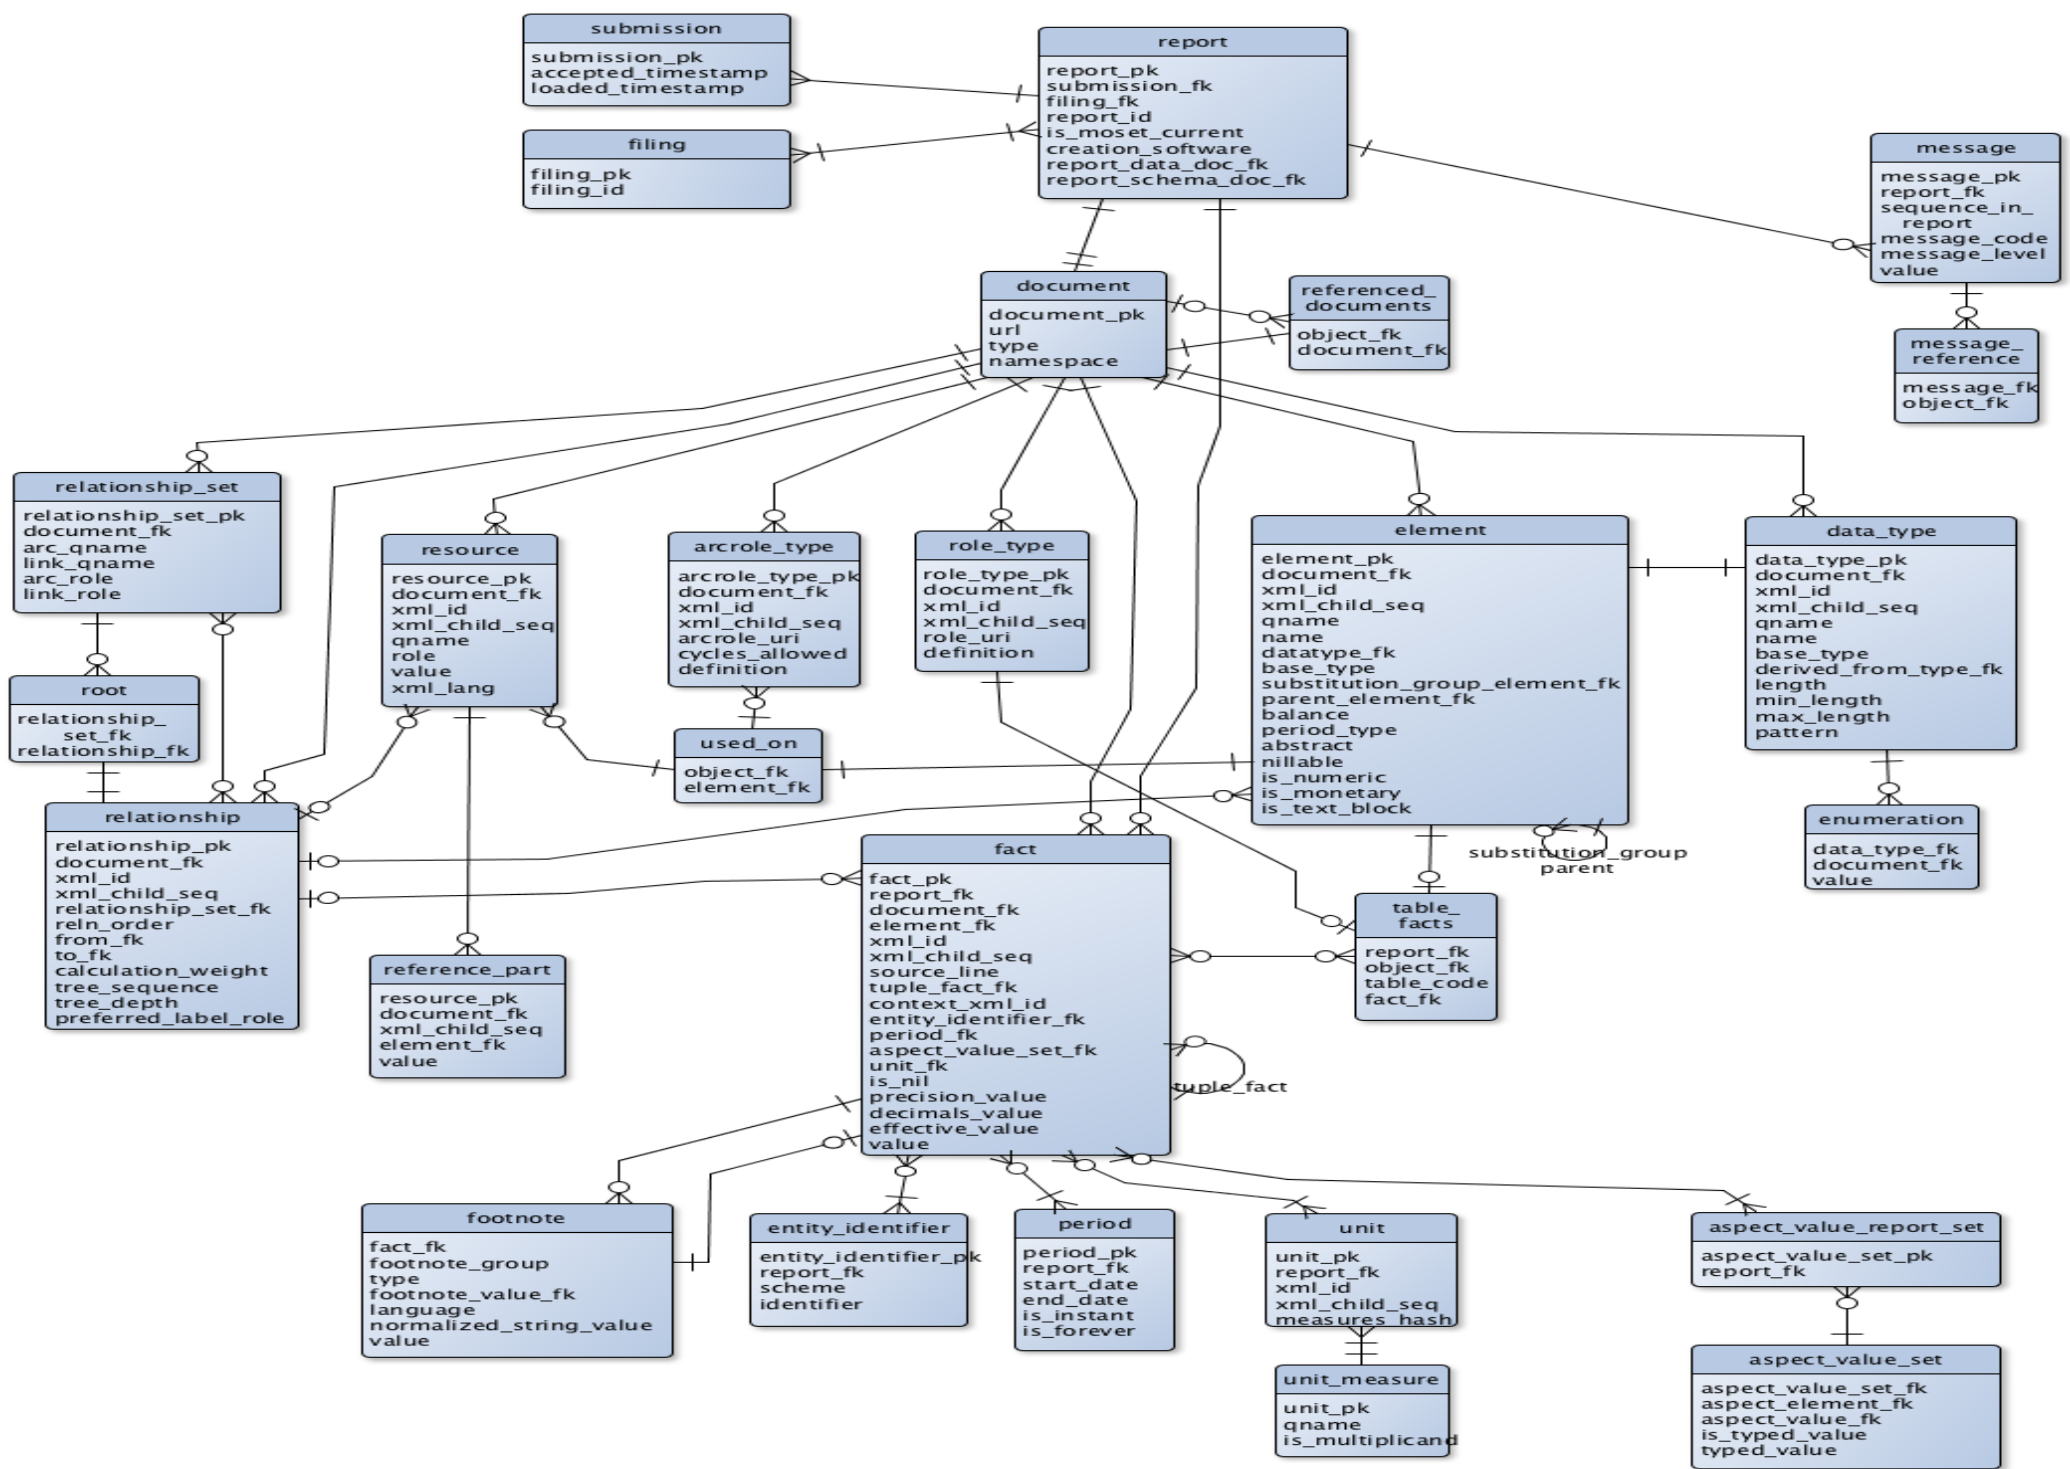 submission
submission_pk
accepted_timestamp
loaded_timestamp
report
report_pk
submission_fk
filing_fk
report_id
is_moset_current
creation_software
report_data_doc_fk
report_schema_doc_fk
filing
filing_pk
filing_id
message
message_pk
report_fk
sequence_in_
report
message_code
message_level
value
document
document_pk
url
type
namespace
referenced_
documents
object_fk
document_fk
message_
reference
message_fk
object_fk
relationship_set
relationship_set_pk
document_fk
arc_qname
link_qname
arc_role
link_role
resource
resource_pk
document_fk
xml_id
xml_child_seq
qname
role
value
xml_lang
arcrole_type
arcrole_type_pk
document_fk
xml_id
xml_child_seq
arcrole_uri
cycles_allowed
definition
role_type
role_type_pk
document_fk
xml_id
xml_child_seq
role_uri
definition
element
element_pk
document_fk
xml_id
xml_child_seq
qname
name
datatype_fk
base_type
substitution_group_element_fk
parent_element_fk
balance
period_type
abstract
nillable
is_numeric
is_monetary
is_text_block
data_type
data_type_pk
document_fk
xml_id
xml_child_seq
qname
name
base_type
derived_from_type_fk
length
min_length
max_length
pattern
root
relationship_
set_fk
relationship_fk
used_on
object_fk
element_fk
relationship
relationship_pk
document_fk
xml_id
xml_child_seq
relationship_set_fk
reln_order
from_fk
to_fk
calculation_weight
tree_sequence
tree_depth
preferred_label_role
fact
fact_pk
report_fk
document_fk
element_fk
xml_id
xml_child_seq
source_line
tuple_fact_fk
context_xml_id
entity_identifier_fk
period_fk
aspect_value_set_fk
unit_fk
is_nil
precision_value
decimals_value
effective_value
value
substitution_group
parent
enumeration
data_type_fk
document_fk
value
table_
facts
report_fk
object_fk
table_code
fact_fk
reference_part
resource_pk
document_fk
xml_child_seq
element_fk
value
tuple_fact
footnote
fact_fk
footnote_group
type
footnote_value_fk
language
normalized_string_value
value
entity_identifier
entity_identifier_pk
report_fk
scheme
identifier
period
period_pk
report_fk
start_date
end_date
is_instant
is_forever
unit
unit_pk
report_fk
xml_id
xml_child_seq
measures_hash
aspect_value_report_set
aspect_value_set_pk
report_fk
unit_measure
unit_pk
qname
is_multiplicand
aspect_value_set
aspect_value_set_fk
aspect_element_fk
aspect_value_fk
is_typed_value
typed_value